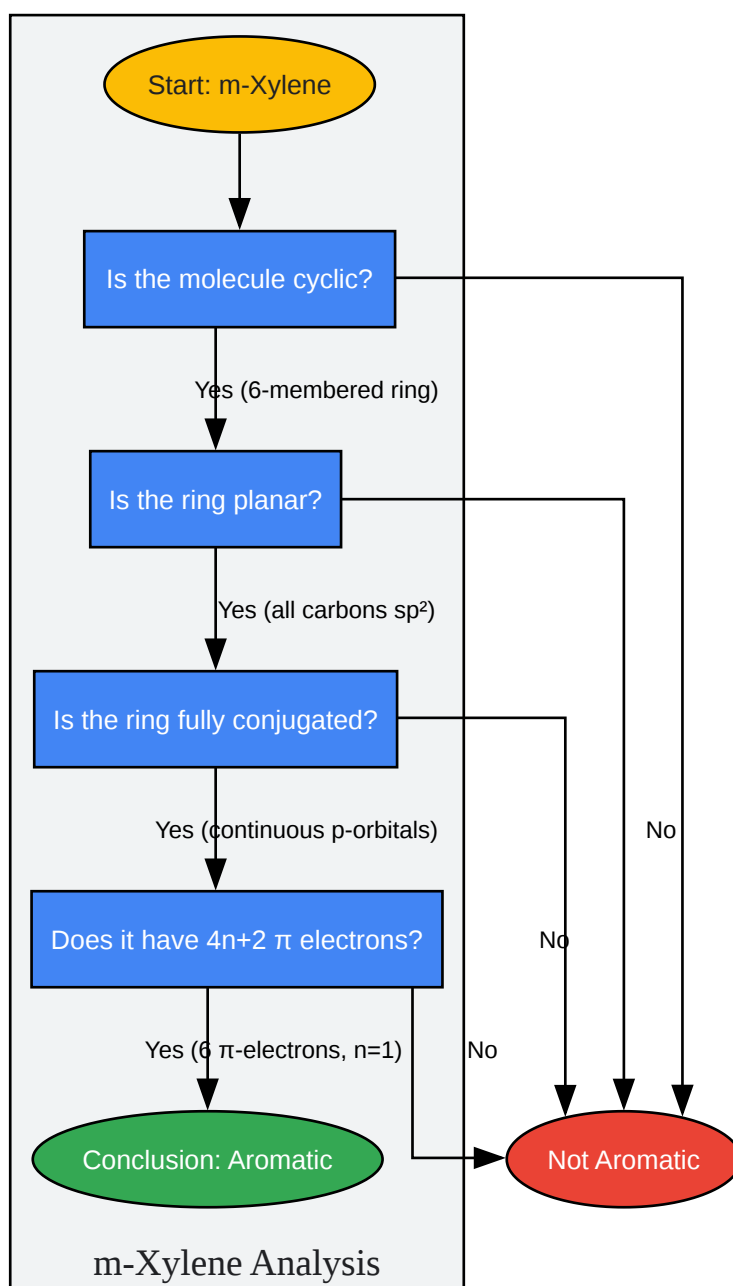 Start: m-Xylene
Is the molecule cyclic?
Yes (6-membered ring)
Is the ring planar?
Yes (all carbons sp²)
Is the ring fully conjugated?
Yes (continuous p-orbitals)
No
Does it have 4n+2 π electrons?
No
Yes (6 π-electrons, n=1)
No
Conclusion: Aromatic
Not Aromatic
m-Xylene Analysis